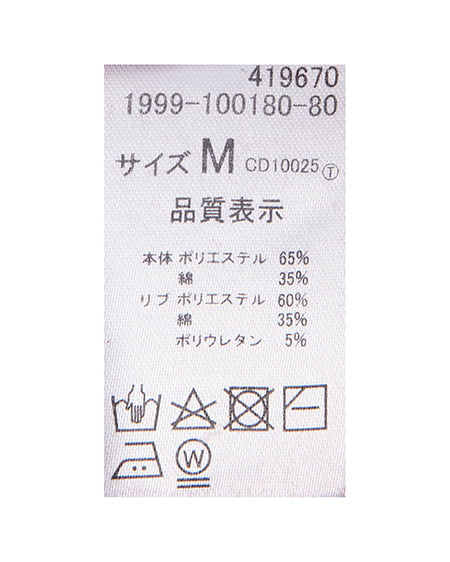 419670
1999-100180-80
サイズ M CD10025 Ⓣ
品質表示
本体 ポリエステル 65%
綿 35%
リブ ポリエステル 60%
綿 35%
ポリウレタン 5%
W